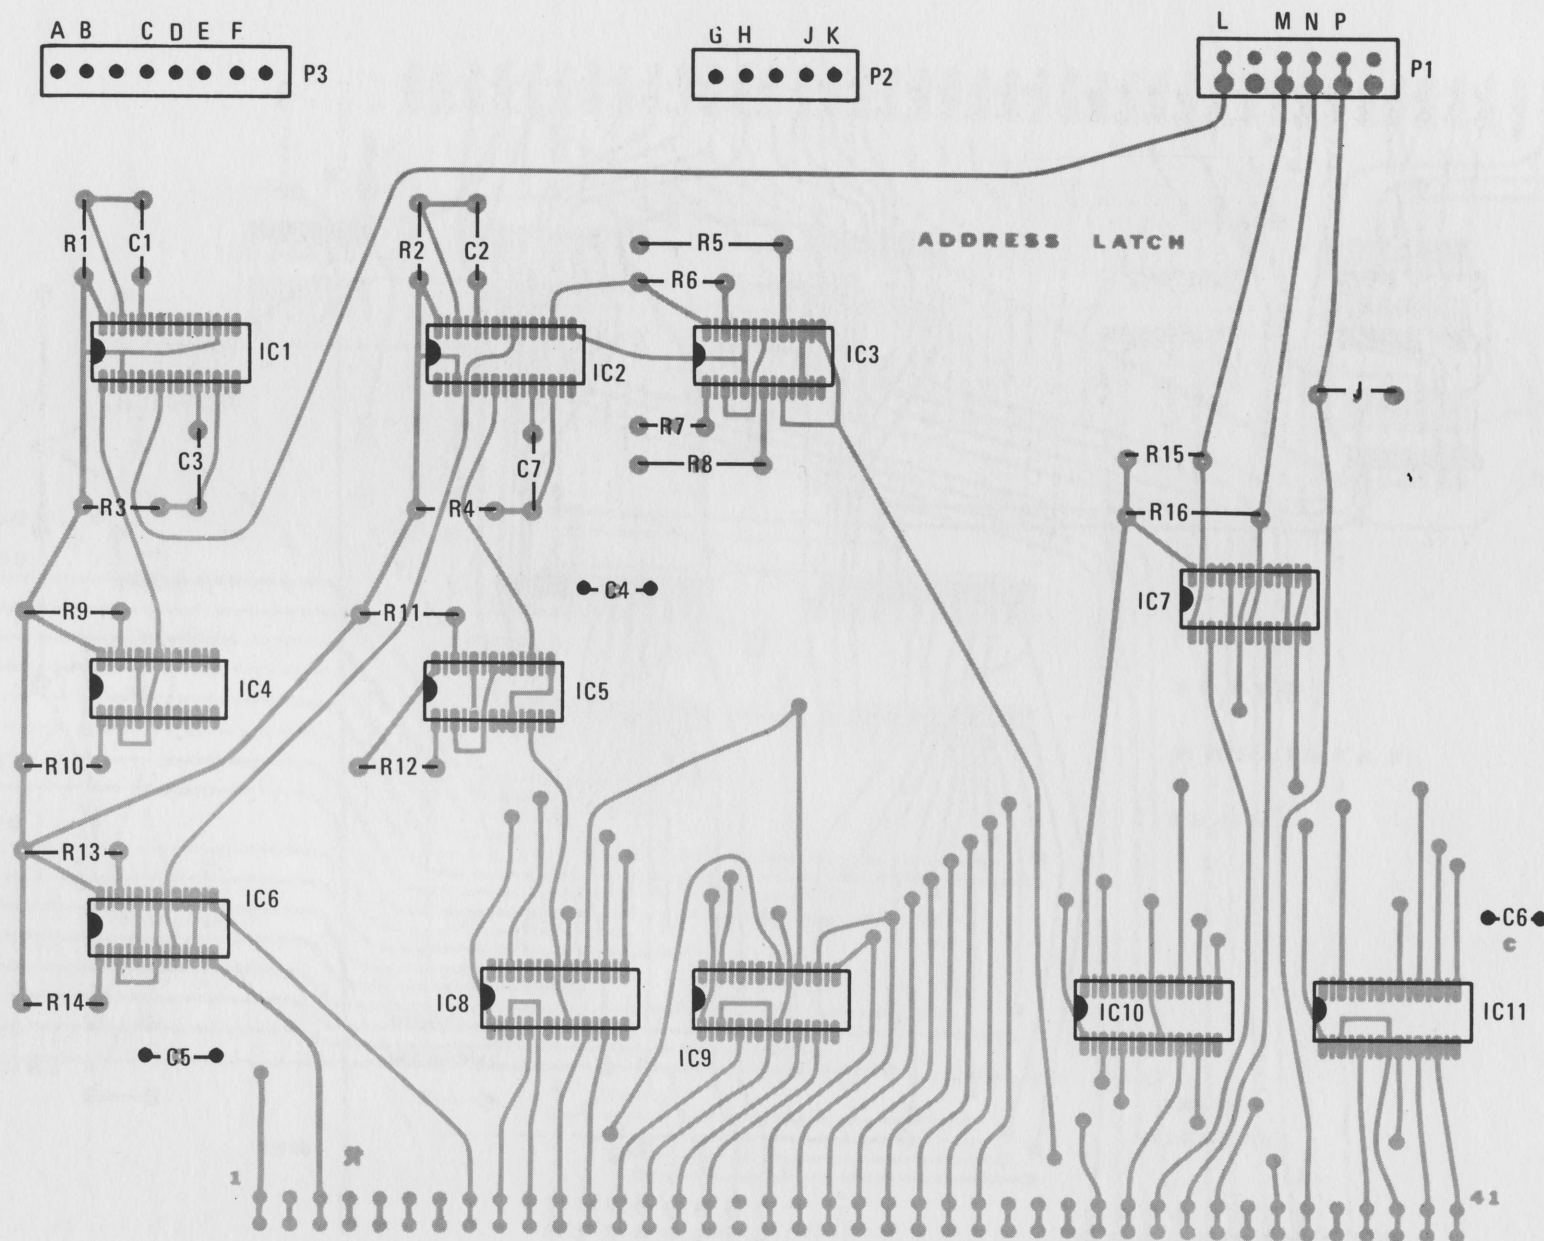 A B C D E F
P3
G H J K
P2
L M N P
P1
ADDRESS LATCH
R1 C1
R2 C2
R5
R6
IC1
IC2
IC3
J
C3
C7
R7
R8
R3
R4
R15
R16
C4
IC7
R9
R11
IC4
IC5
R10
R12
R13
IC6
C6
C
R14
IC8
IC9
IC10
IC11
C5
1
41